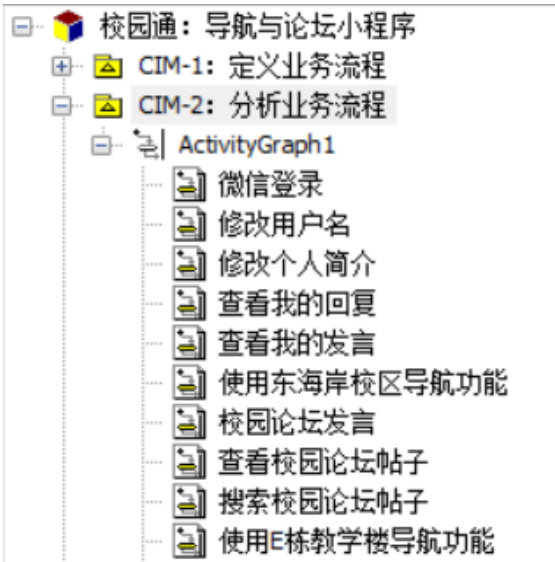 校园通：导航与论坛小程序
CIM-1：定义业务流程
CIM-2：分析业务流程
ActivityGraph1
微信登录
修改用户名
修改个人简介
查看我的回复
查看我的发言
使用东海岸校区导航功能
校园论坛发言
查看校园论坛帖子
搜索校园论坛帖子
使用E栋教学楼导航功能